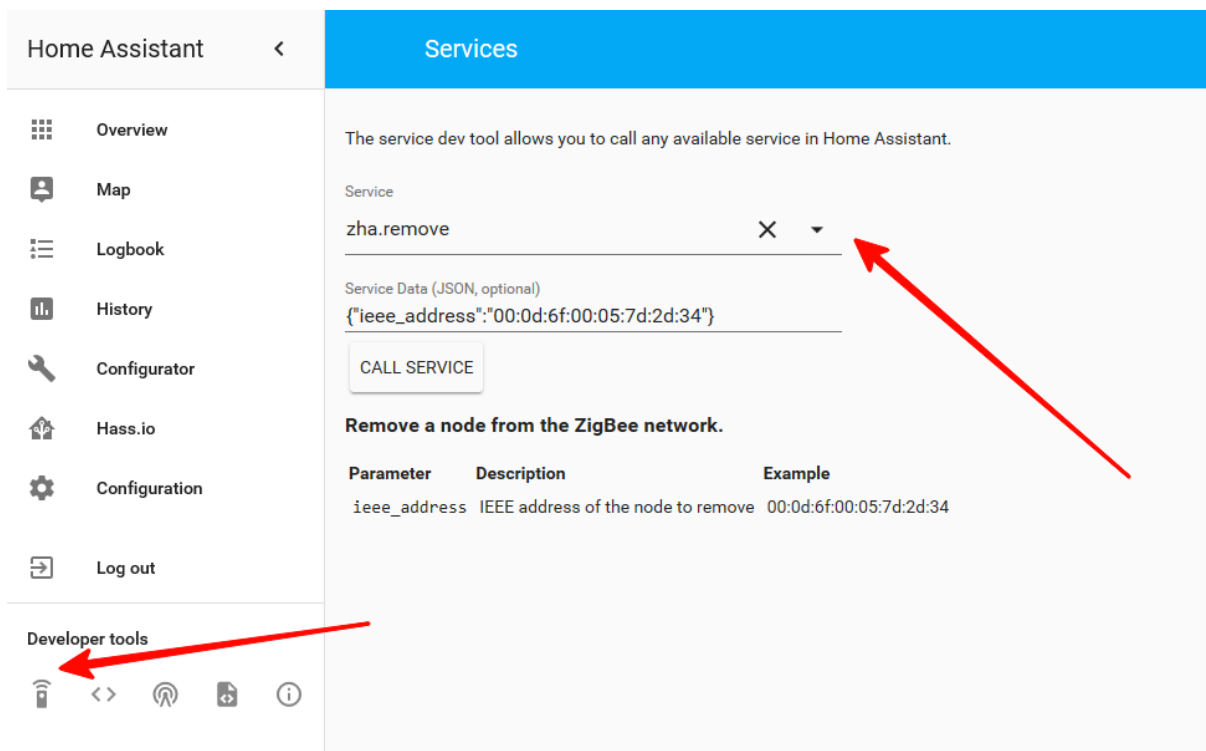 Home Assistant
Services
Overview
Map
Logbook
History
Configurator
Hass.io
Configuration
Log out
Developer tools
The service dev tool allows you to call any available service in Home Assistant.
Service
zha.remove
Service Data (JSON, optional)
{"ieee_address":"00:0d:6f:00:05:7d:2d:34"}
CALL SERVICE
Remove a node from the ZigBee network.
Parameter Description Example
ieee_address IEEE address of the node to remove 00:0d:6f:00:05:7d:2d:34